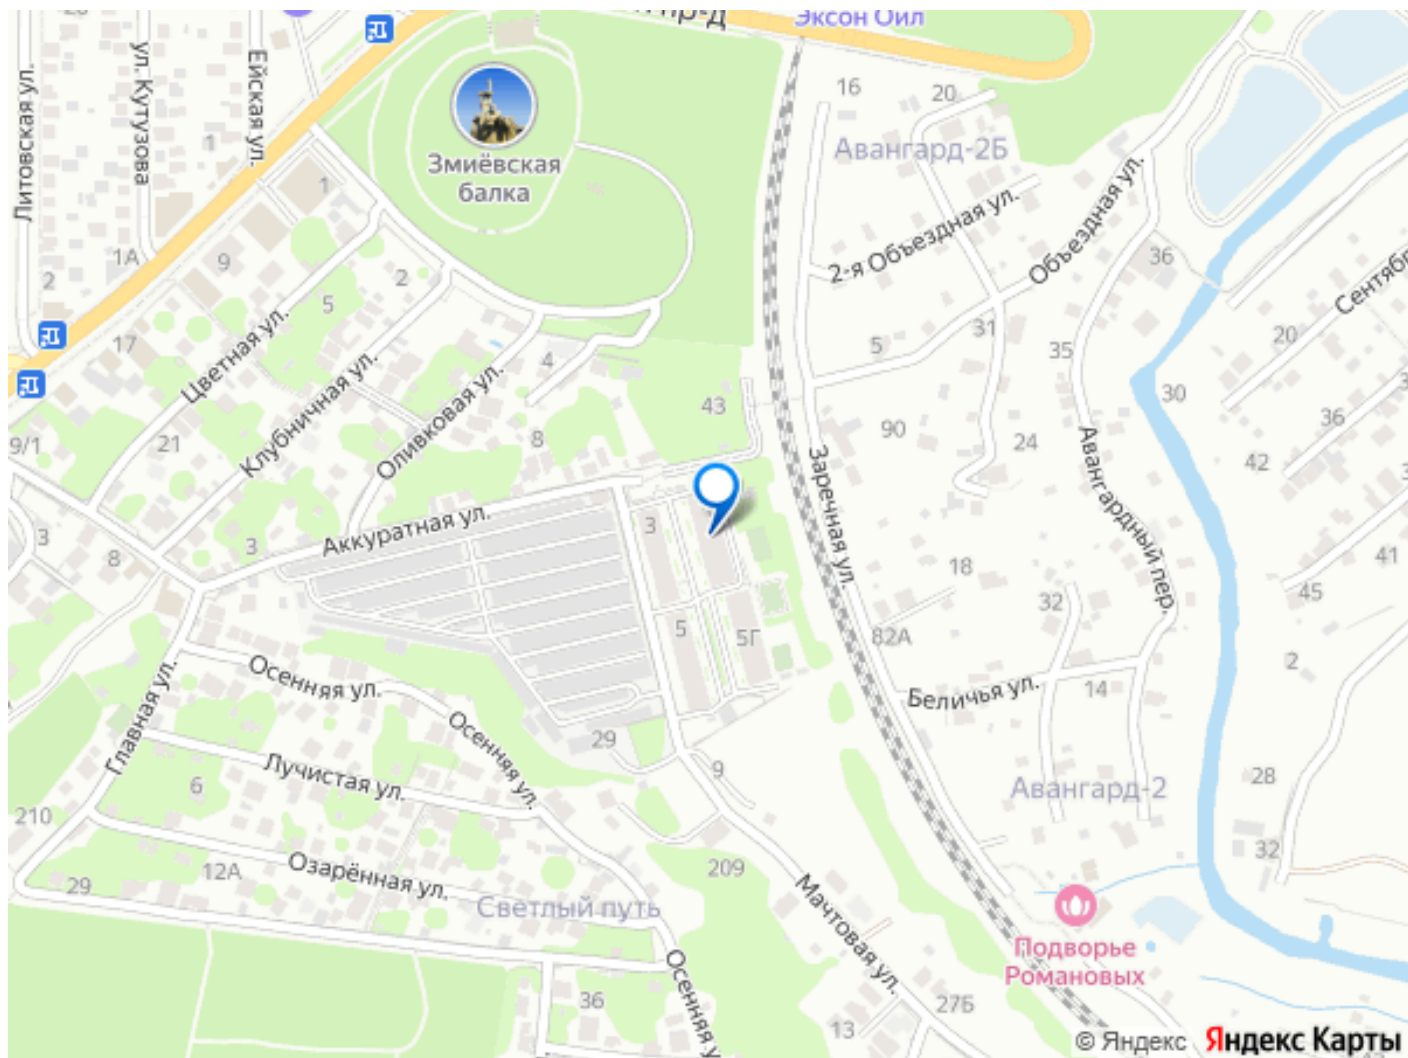 пр-д
Эксон Ойл
Литовская ул.
ул. Кутузова
Ейская ул.
16
20
Змиёвская
балка
Авангард-2Б
1
1
2-я Объездная ул.
Объездная ул.
36
1А
9
2
2
5
Сентябр
20
17
31
5
35
4
Цветная ул.
Клубничная ул.
Оливковая ул.
30
43
36
9/1
21
8
90
24
42
Заречная ул.
Авангардный пер.
Аккуратная ул.
3
3
3
8
18
41
45
32
5
5Г
82А
2
Осенняя ул.
Беличья ул.
14
Главная ул.
Осенняя ул.
29
9
Лучистая ул.
6
28
Авангард-2
210
32
12А
Озарённая ул.
209
29
Светлый путь
Мачтовая ул.
Подворье
Романовых
Осенняя ул
36
27Б
13
© Яндекс Яндекс Карты